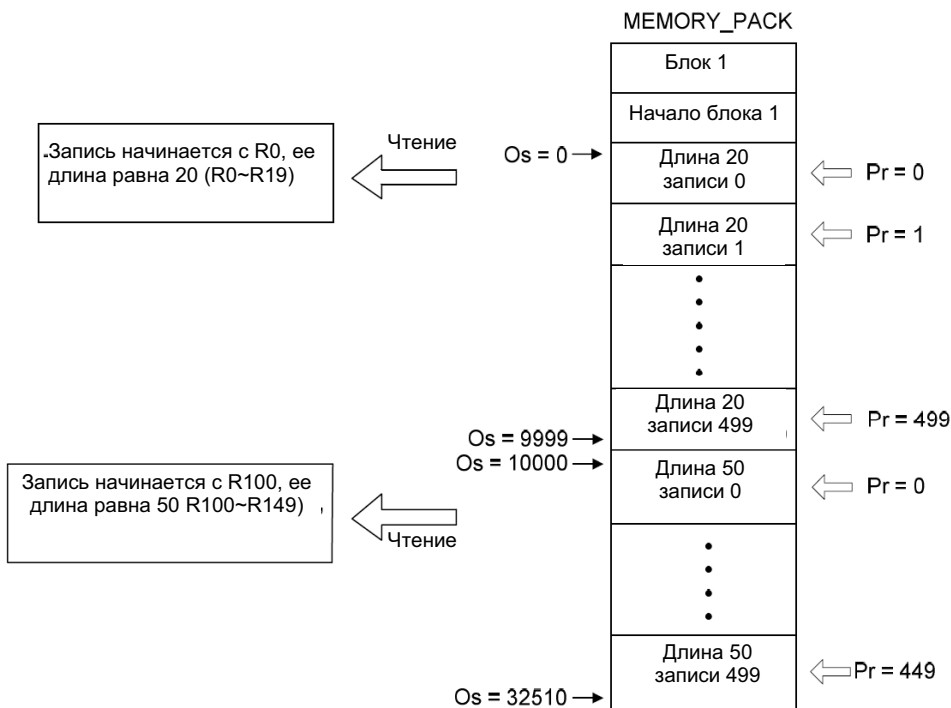 MEMORY_PACK
Блок 1
Начало блока 1
Os = 0
Длина 20
записи 0
Pr = 0
Чтение
.Запись начинается с R0, ее
длина равна 20 (R0~R19)
Длина 20
записи 1
Pr = 1
Длина 20
записи 499
Pr = 499
Os = 9999
Os = 10000
Длина 50
записи 0
Pr = 0
Запись начинается с R100, ее
длина равна 50 R100~R149) ,
Чтение
Длина 50
записи 499
Pr = 449
Os = 32510